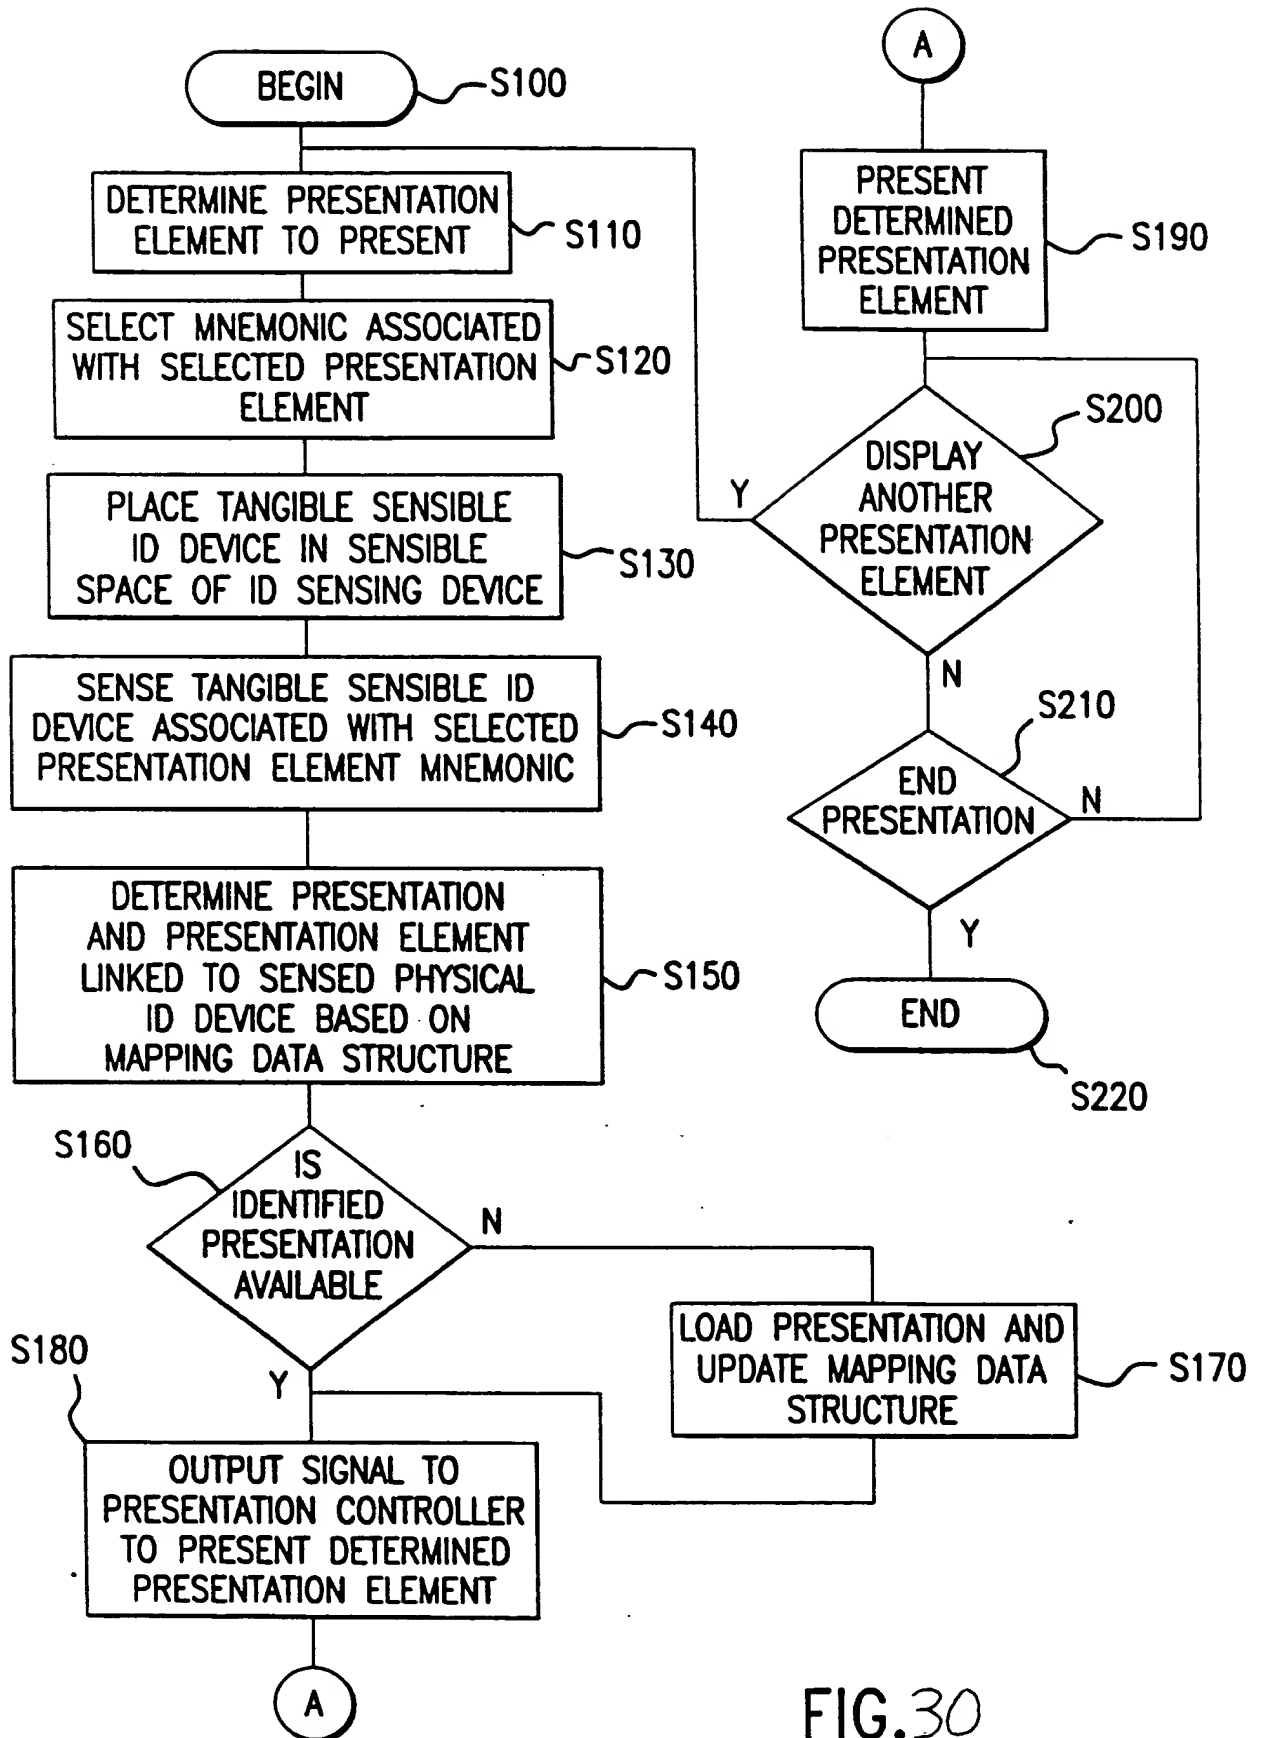 BEGIN
S100
DETERMINE PRESENTATION
ELEMENT TO PRESENT
S110
SELECT MNEMONIC ASSOCIATED
WITH SELECTED PRESENTATION
ELEMENT
S120
PLACE TANGIBLE SENSIBLE
ID DEVICE IN SENSIBLE
SPACE OF ID SENSING DEVICE
S130
SENSE TANGIBLE SENSIBLE ID
DEVICE ASSOCIATED WITH SELECTED
PRESENTATION ELEMENT MNEMONIC
S140
DETERMINE PRESENTATION
AND PRESENTATION ELEMENT
LINKED TO SENSED PHYSICAL
ID DEVICE BASED ON
MAPPING DATA STRUCTURE
S150
S160
IS
IDENTIFIED
PRESENTATION
AVAILABLE
N
Y
LOAD PRESENTATION AND
UPDATE MAPPING DATA
STRUCTURE
S170
S180
OUTPUT SIGNAL TO
PRESENTATION CONTROLLER
TO PRESENT DETERMINED
PRESENTATION ELEMENT
A
A
PRESENT
DETERMINED
PRESENTATION
ELEMENT
S190
S200
DISPLAY
ANOTHER
PRESENTATION
ELEMENT
Y
N
S210
END
PRESENTATION
N
Y
END
S220
FIG.30